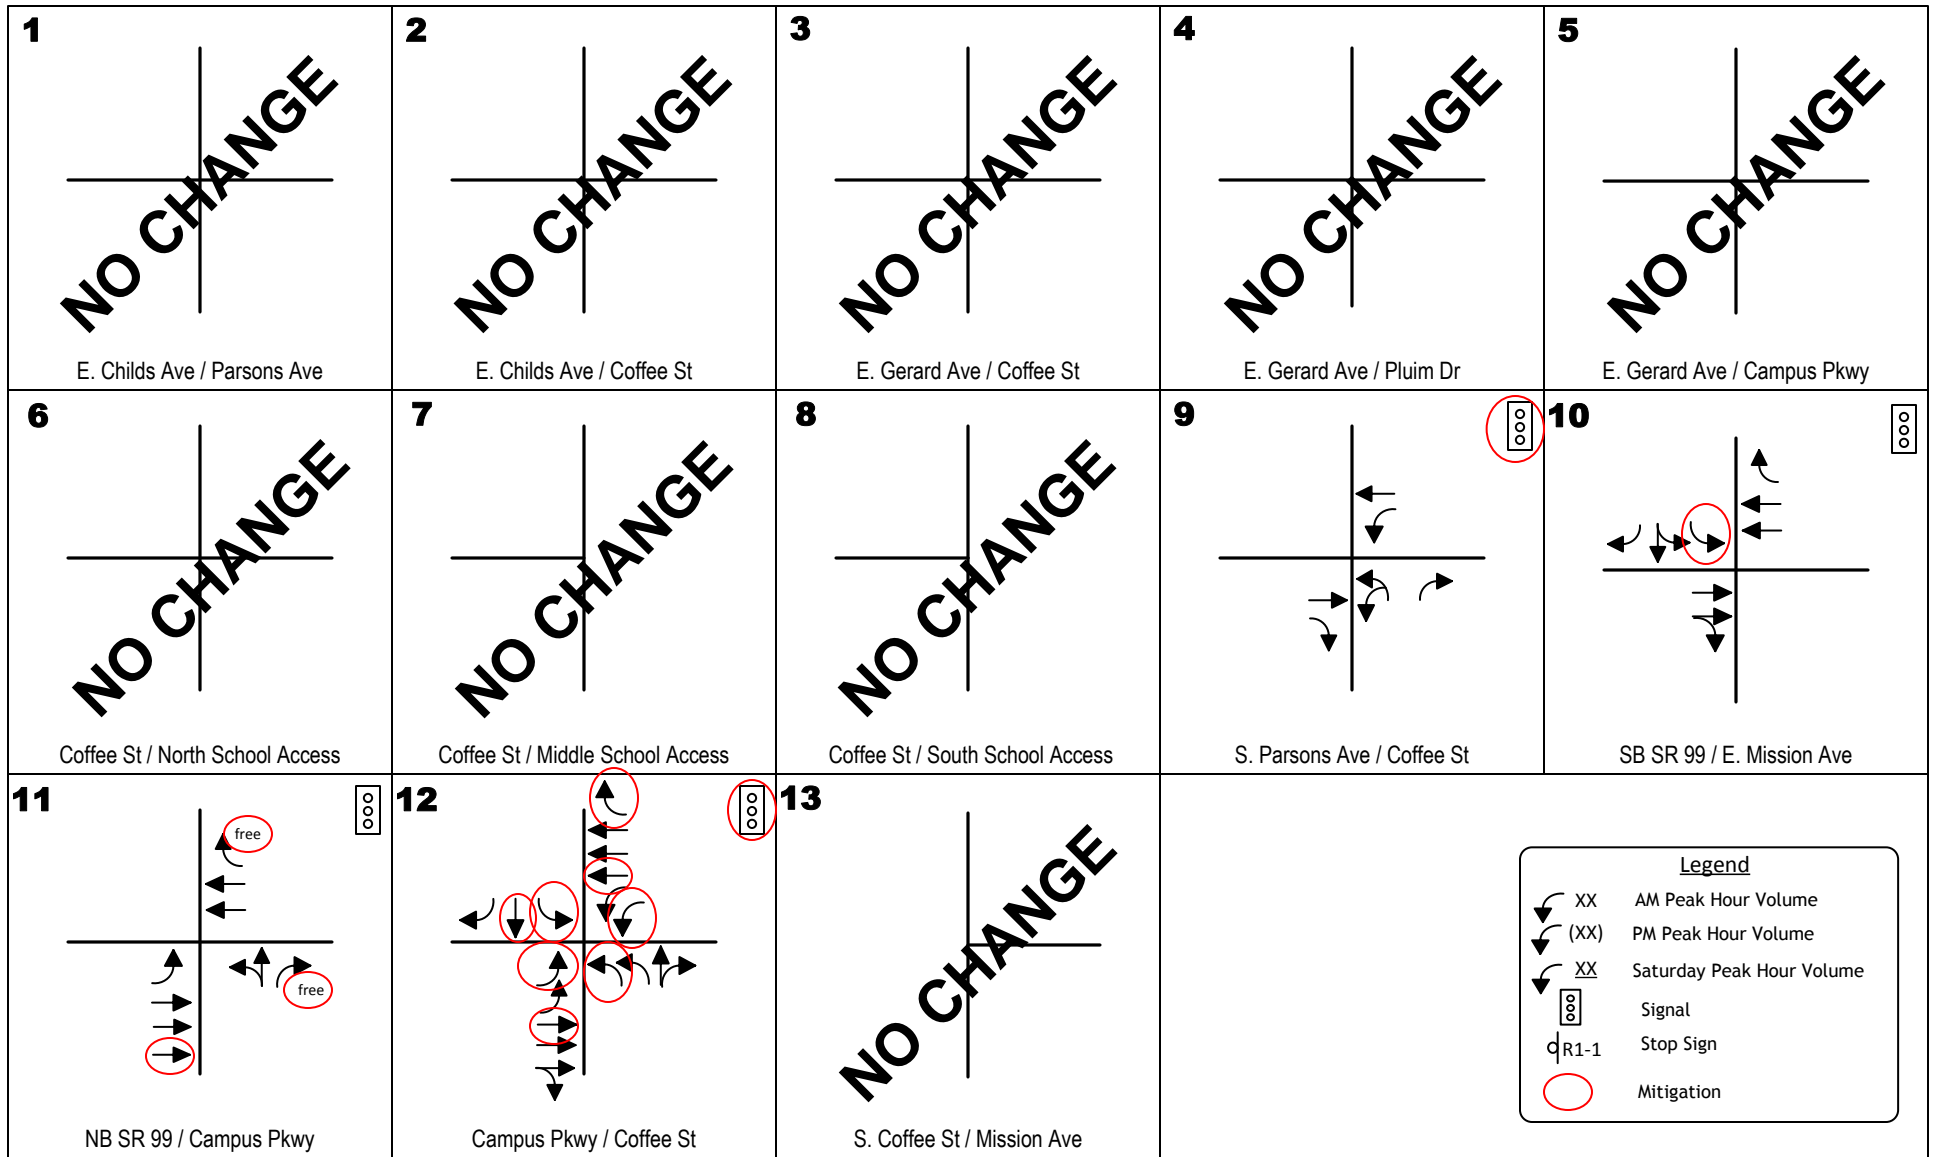 1
NO CHANGE
E. Childs Ave / Parsons Ave
2
NO CHANGE
E. Childs Ave / Coffee St
3
NO CHANGE
E. Gerard Ave / Coffee St
4
NO CHANGE
E. Gerard Ave / Pluim Dr
5
NO CHANGE
E. Gerard Ave / Campus Pkwy
6
NO CHANGE
Coffee St / North School Access
7
NO CHANGE
Coffee St / Middle School Access
8
NO CHANGE
Coffee St / South School Access
9
S. Parsons Ave / Coffee St
10
SB SR 99 / E. Mission Ave
11
free
free
NB SR 99 / Campus Pkwy
12
Campus Pkwy / Coffee St
13
NO CHANGE
S. Coffee St / Mission Ave
Legend
XX AM Peak Hour Volume
(XX) PM Peak Hour Volume
XX Saturday Peak Hour Volume
Signal
R1-1 Stop Sign
Mitigation